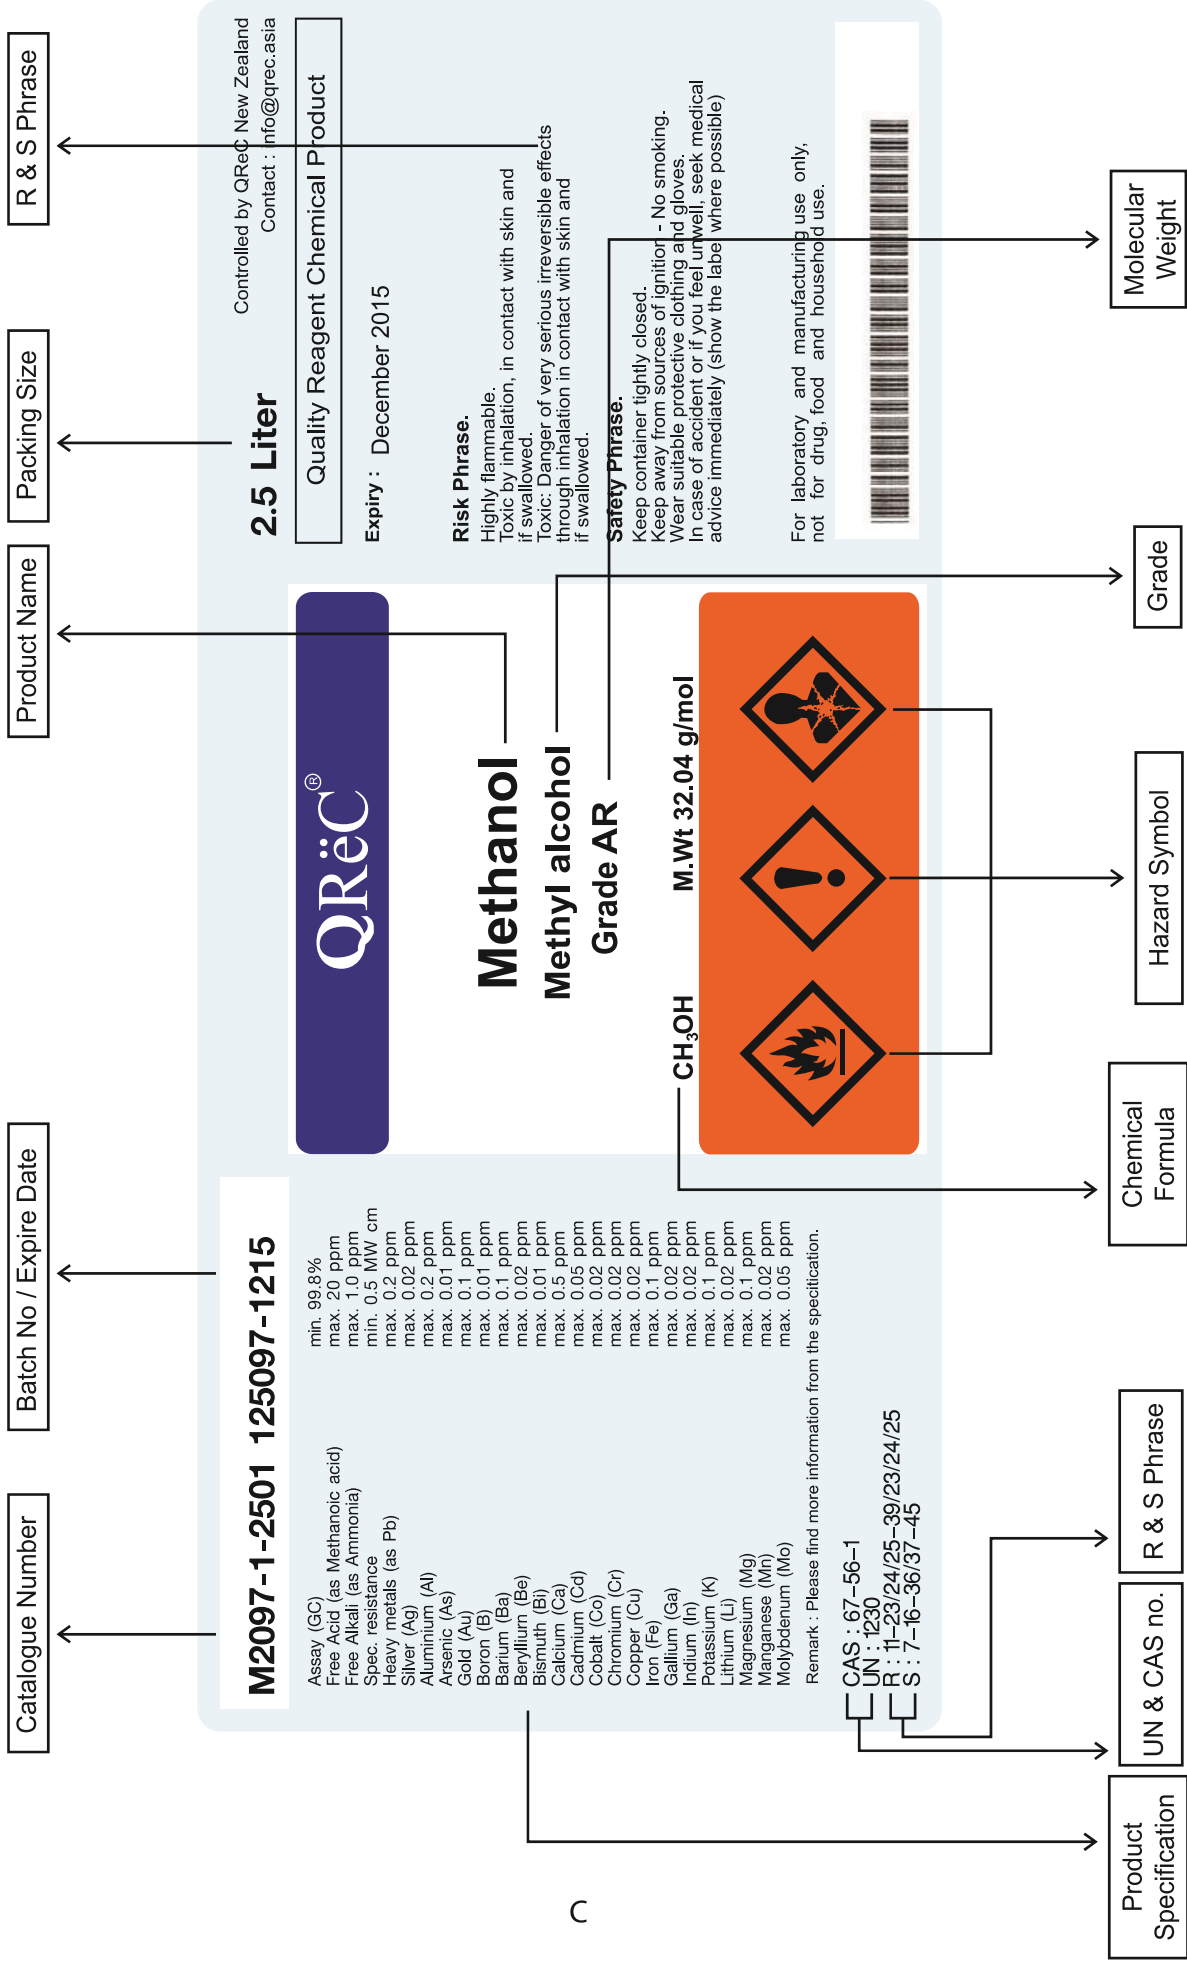 Catalogue Number
Batch No / Expire Date
Product Name
Packing Size
R & S Phrase
M2097-1-2501 125097-1215
Assay (GC) min. 99.8%
Free Acid (as Methanoic acid) max. 20 ppm
Free Alkali (as Ammonia) max. 1.0 ppm
Spec. resistance min. 0.5 MW cm
Heavy metals (as Pb) max. 0.2 ppm
Silver (Ag) max. 0.02 ppm
Aluminium (Al) max. 0.2 ppm
Arsenic (As) max. 0.01 ppm
Gold (Au) max. 0.1 ppm
Boron (B) max. 0.01 ppm
Barium (Ba) max. 0.1 ppm
Beryllium (Be) max. 0.02 ppm
Bismuth (Bi) max. 0.01 ppm
Calcium (Ca) max. 0.5 ppm
Cadmium (Cd) max. 0.05 ppm
Cobalt (Co) max. 0.02 ppm
Chromium (Cr) max. 0.02 ppm
Copper (Cu) max. 0.02 ppm
Iron (Fe) max. 0.1 ppm
Gallium (Ga) max. 0.02 ppm
Indium (In) max. 0.02 ppm
Potassium (K) max. 0.1 ppm
Lithium (Li) max. 0.02 ppm
Magnesium (Mg) max. 0.1 ppm
Manganese (Mn) max. 0.02 ppm
Molybdenum (Mo) max. 0.05 ppm
Remark : Please find more information from the specification.
CAS : 67-56-1
UN : 1230
R : 11-23/24/25-39/23/24/25
S : 7-16-36/37-45
QRëC®
Methanol
Methyl alcohol
Grade AR
CH₃OH M.Wt 32.04 g/mol
Controlled by QReC New Zealand
2.5 Liter Contact : info@qrec.asia
Quality Reagent Chemical Product
Expiry : December 2015
Risk Phrase.
Highly flammable.
Toxic by inhalation, in contact with skin and
if swallowed.
Toxic: Danger of very serious irreversible effects
through inhalation in contact with skin and
if swallowed.
Safety Phrase.
Keep container tightly closed.
Keep away from sources of ignition - No smoking.
Wear suitable protective clothing and gloves.
In case of accident or if you feel unwell, seek medical
advice immediately (show the label where possible)
For laboratory and manufacturing use only,
not for drug, food and household use.
Product
Specification
UN & CAS no.
R & S Phrase
Chemical
Formula
Hazard Symbol
Grade
Molecular
Weight
C